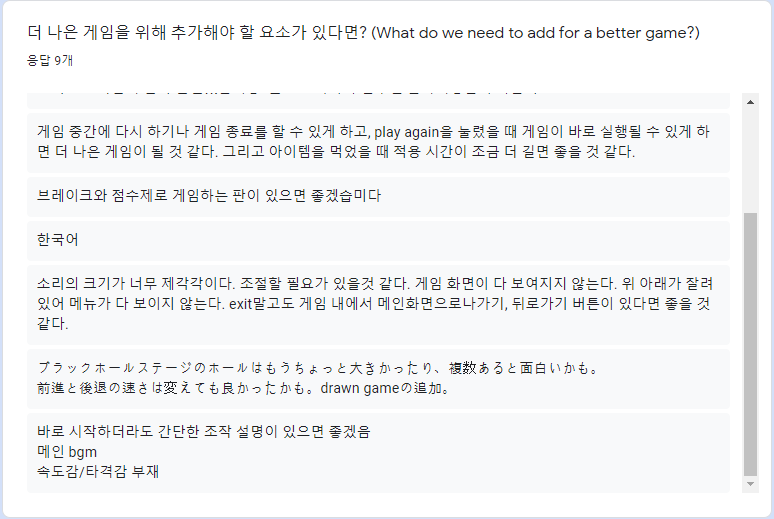 더 나은 게임을 위해 추가해야 할 요소가 있다면? (What do we need to add for a better game?)
응답 9개
게임 중간에 다시 하기나 게임 종료를 할 수 있게 하고, play again을 눌렀을 때 게임이 바로 실행될 수 있게 하
면 더 나은 게임이 될 것 같다. 그리고 아이템을 먹었을 때 적용 시간이 조금 더 길면 좋을 것 같다.
브레이크와 점수제로 게임하는 판이 있으면 좋겠습미다
한국어
소리의 크기가 너무 제각각이다. 조절할 필요가 있을것 같다. 게임 화면이 다 보여지지 않는다. 위 아래가 잘려
있어 메뉴가 다 보이지 않는다. exit말고도 게임 내에서 메인화면으로나가기, 뒤로가기 버튼이 있다면 좋을 것
같다.
ブラックホールステージのホールはもうちょっと大きかったり、複数あると面白いかも。
前進と後退の速さは変えても良かったかも。drawn gameの追加。
바로 시작하더라도 간단한 조작 설명이 있으면 좋겠음
메인 bgm
속도감/타격감 부재